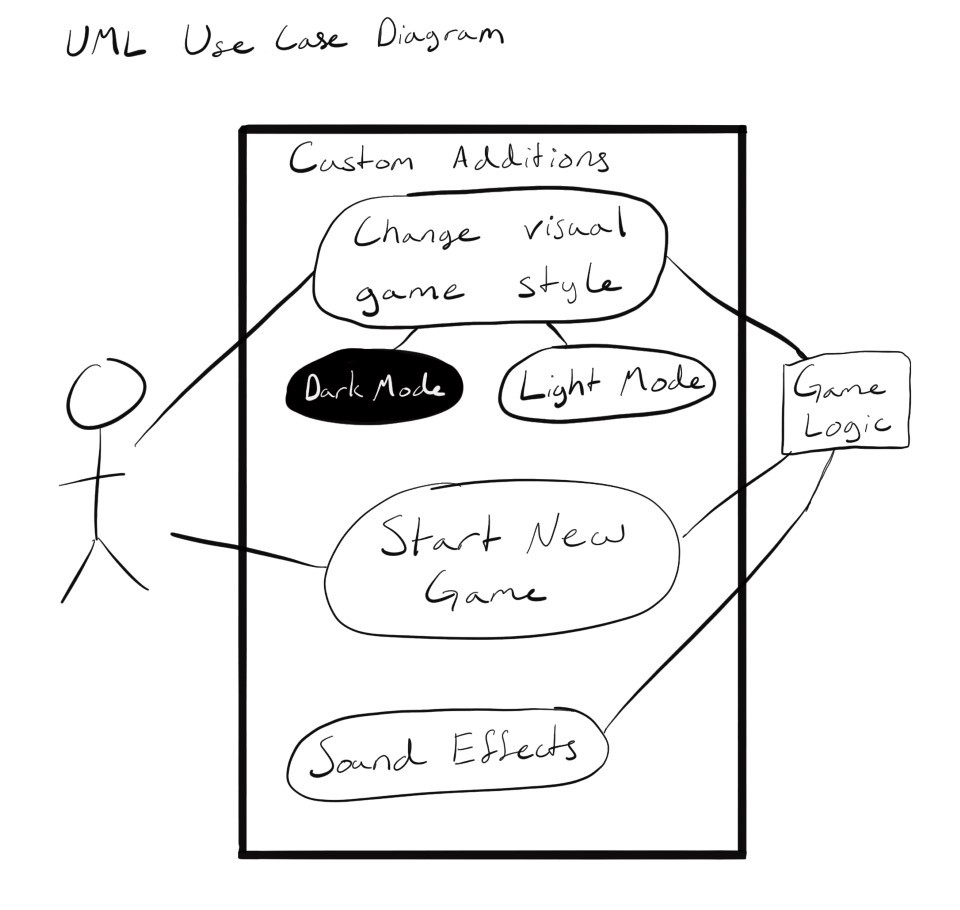 UML Use Case Diagram
Custom Additions
Change visual
game style
Dark Mode
Light Mode
Game
Logic
Start New
Game
Sound Effects